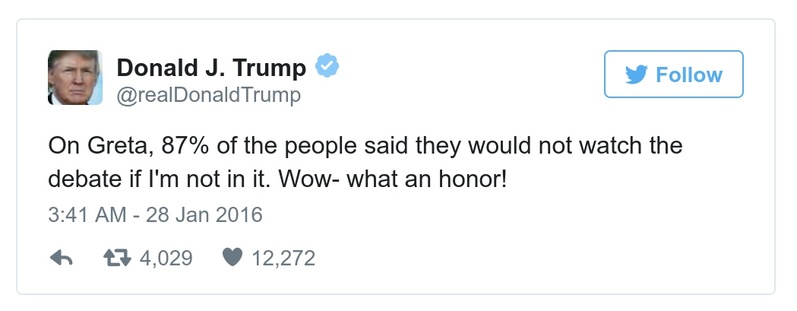 Donald J. Trump
@realDonaldTrump
Follow
On Greta, 87% of the people said they would not watch the
debate if I'm not in it. Wow- what an honor!
3:41 AM - 28 Jan 2016
4,029 12,272